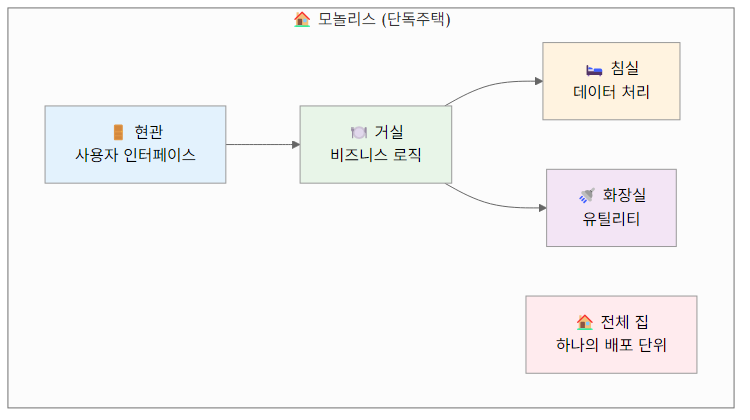 🏠 모놀리스 (단독주택)
🚪 현관
사용자 인터페이스
🍽️ 거실
비즈니스 로직
🛏️ 침실
데이터 처리
🚿 화장실
유틸리티
🏠 전체 집
하나의 배포 단위